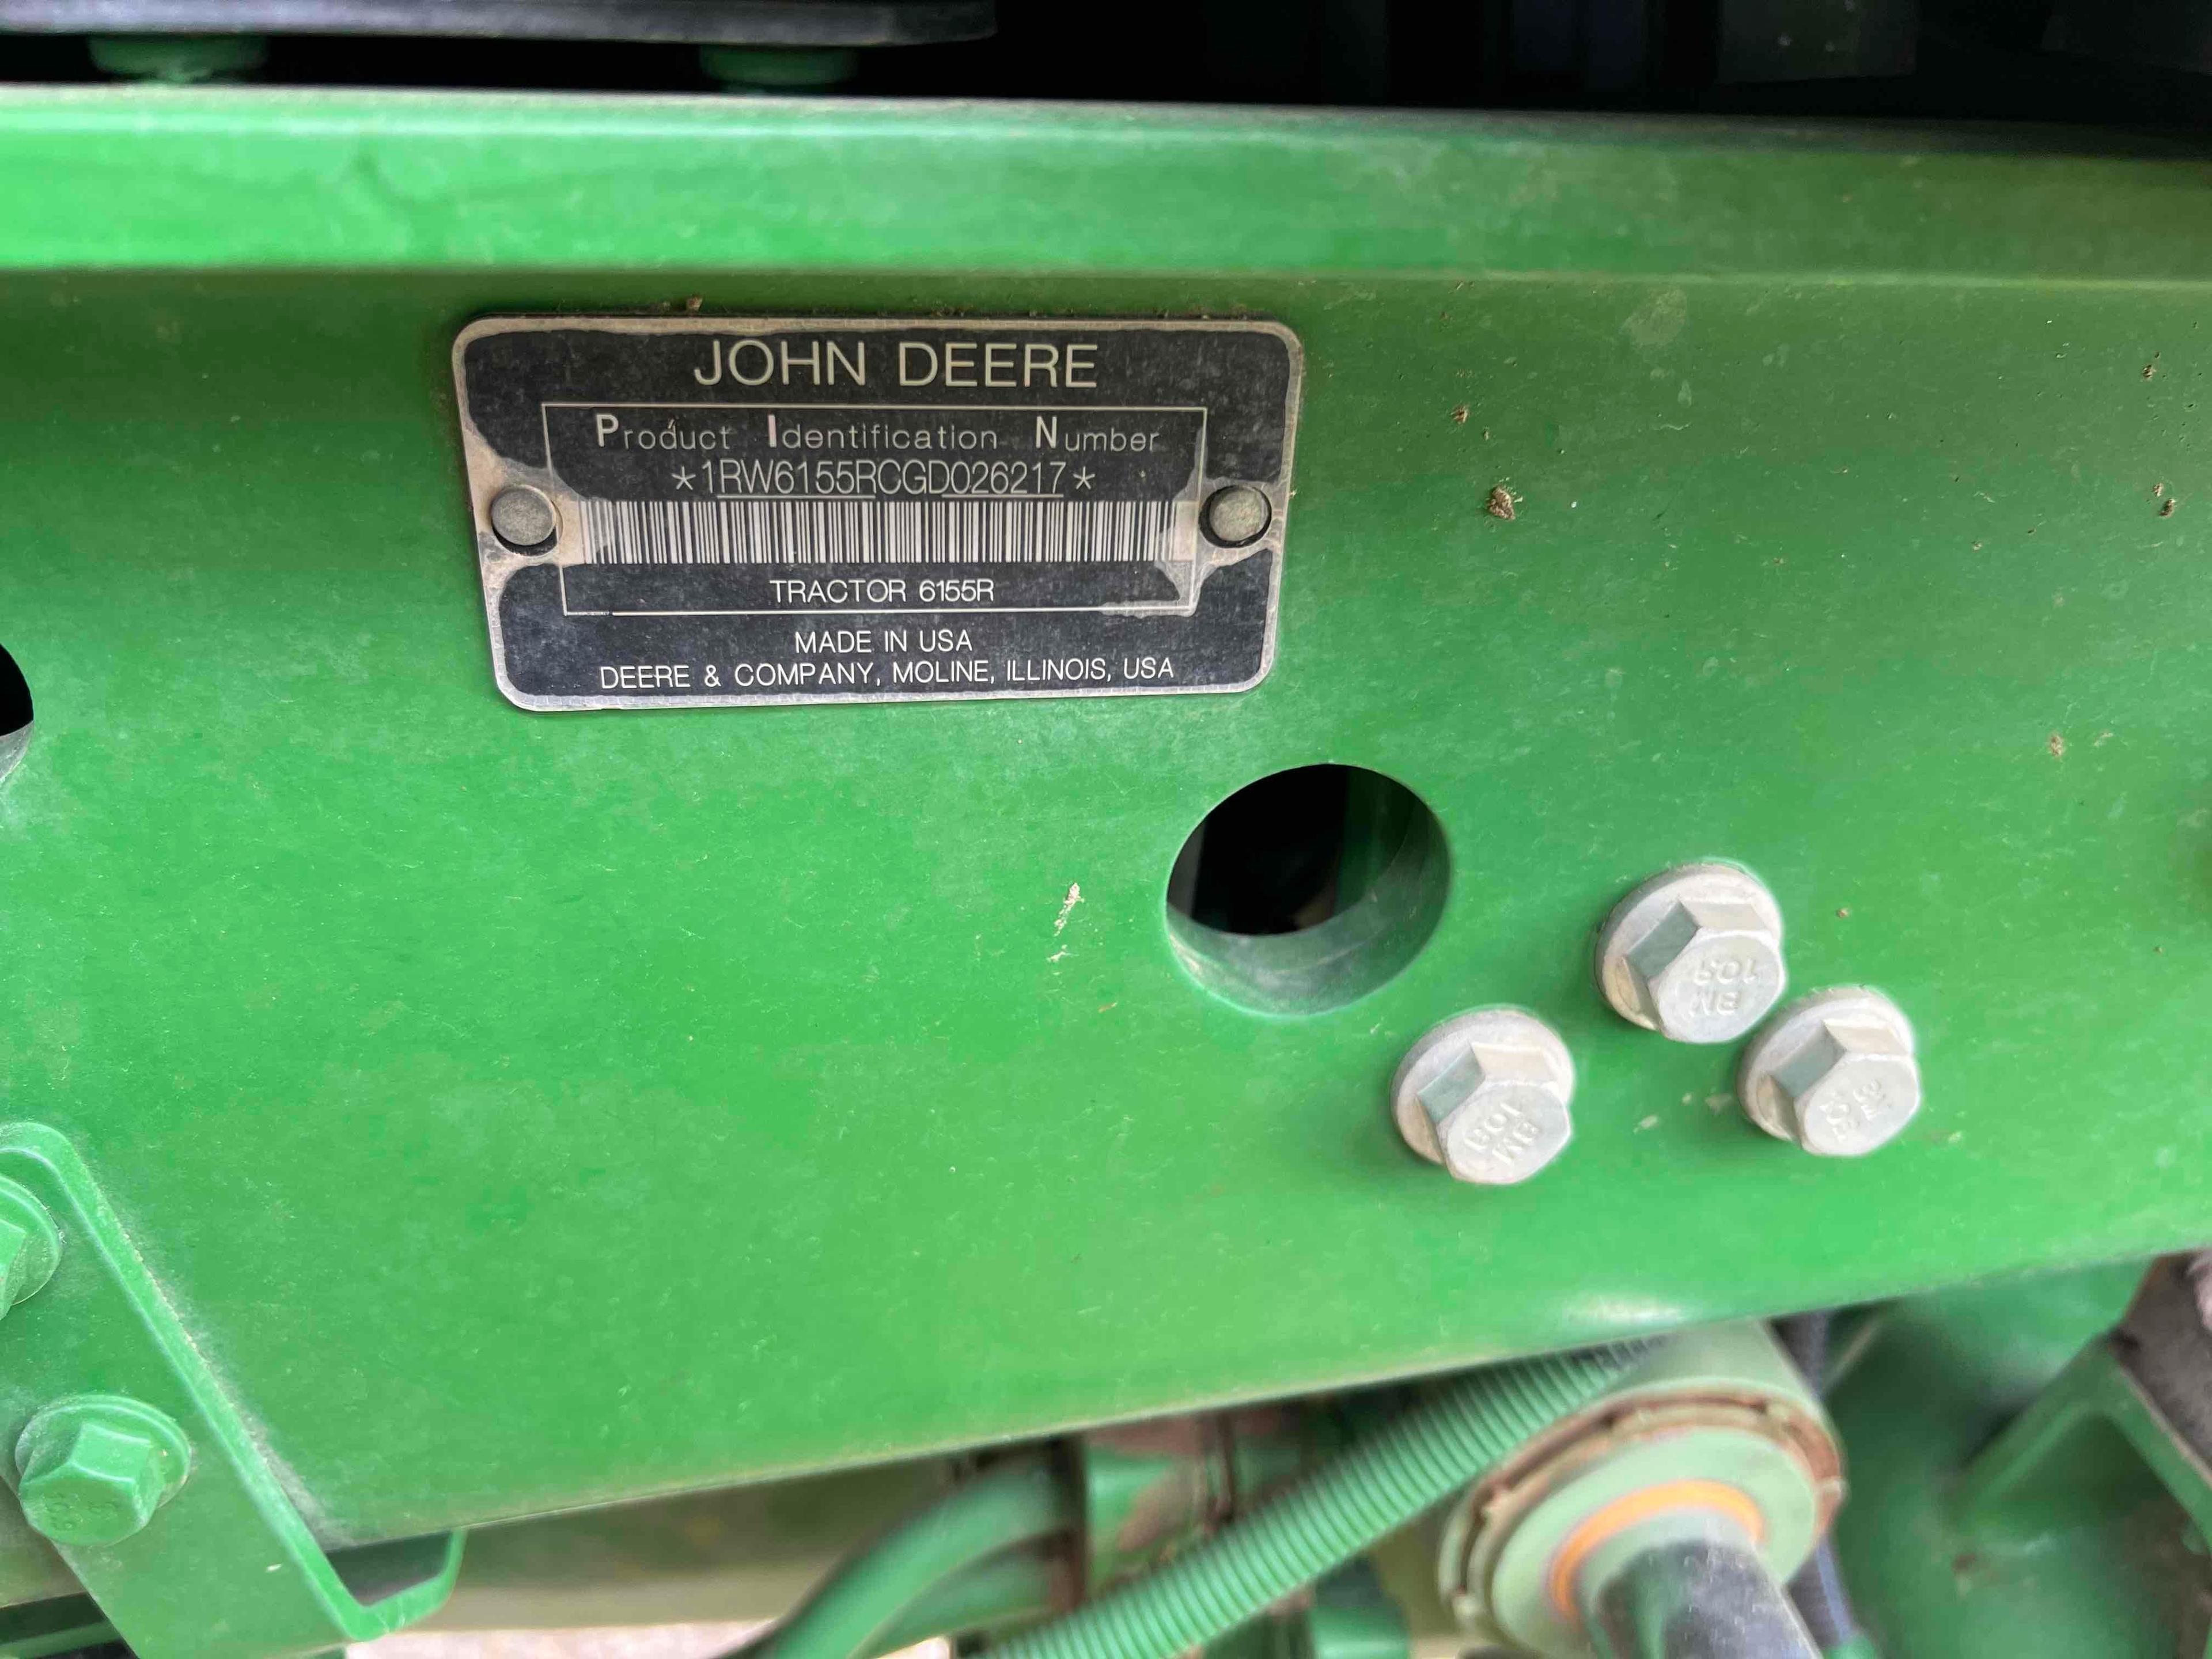 JOHN DEERE
Product Identification Number
*1RW6155RCGD026217*
TRACTOR 6155R
MADE IN USA
DEERE & COMPANY, MOLINE, ILLINOIS, USA